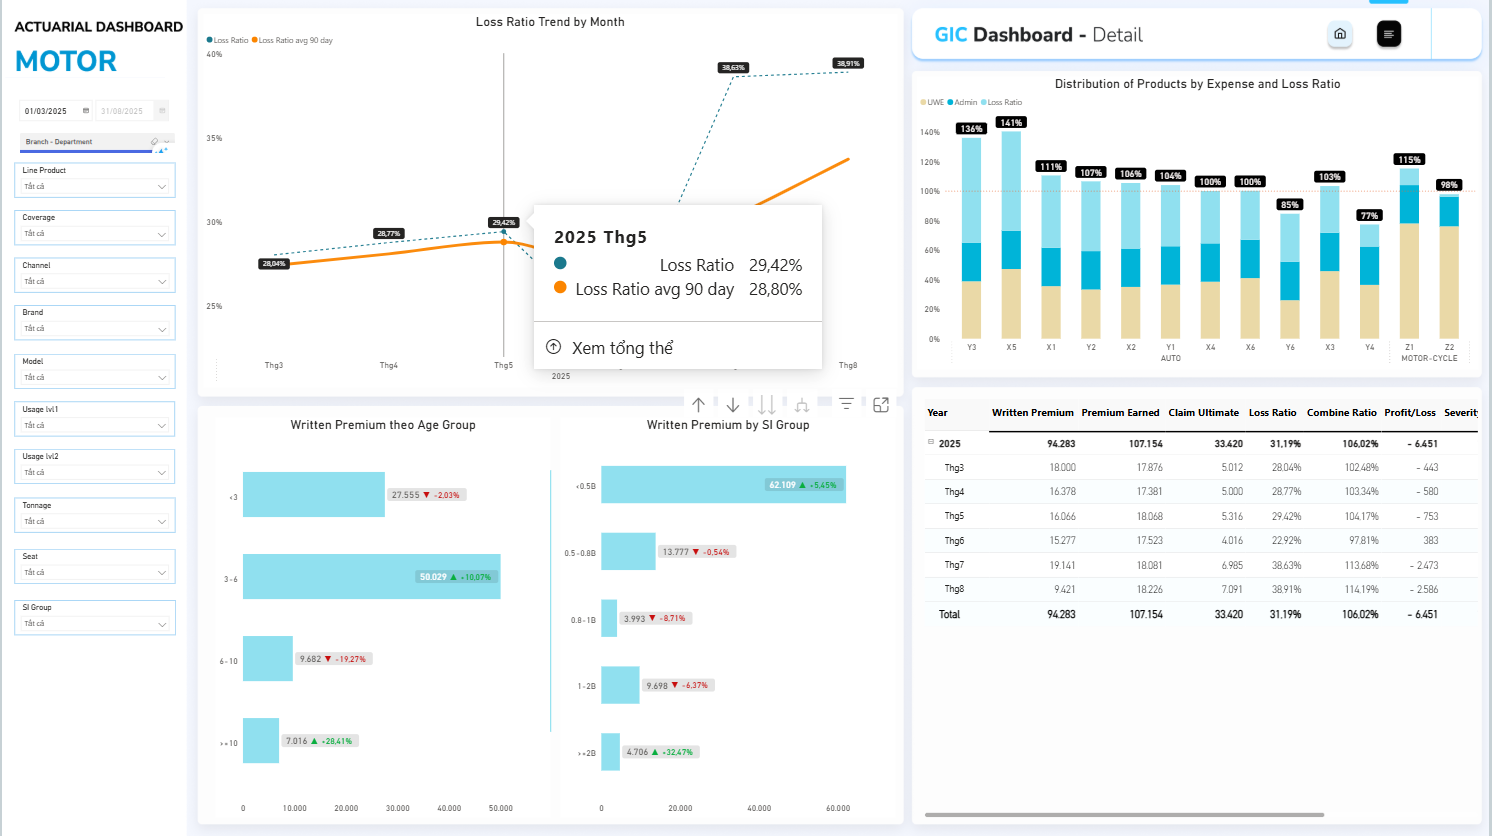 ACTUARIAL DASHBOARD
MOTOR
01/03/2025
31/08/2025
Branch - Department
Line Product
Tất cả
Coverage
Tất cả
Channel
Tất cả
Brand
Tất cả
Model
Tất cả
Usage lvl1
Tất cả
Usage lvl2
Tất cả
Tonnage
Tất cả
Seat
Tất cả
SI Group
Tất cả
Loss Ratio Trend by Month
Loss Ratio Loss Ratio avg 90 day
40%
35%
30%
25%
28,04%
28,77%
29,42%
38,63%
38,91%
Thg3
Thg4
Thg5
Thg8
2025
2025 Thg5
Loss Ratio 29,42%
Loss Ratio avg 90 day 28,80%
Xem tổng thể
Written Premium theo Age Group
<3
27.555 ▼ -2,03%
3-6
50.029 ▲ +10,07%
6-10
9.682 ▼ -19,27%
>=10
7.016 ▲ +28,41%
0 10.000 20.000 30.000 40.000 50.000
Written Premium by SI Group
<0.5B
62.109 ▲ +5,45%
0.5-0.8B
13.777 ▼ -0,54%
0.8-1B
3.993 ▼ -8,71%
1-2B
9.698 ▼ -6,37%
>=2B
4.706 ▲ +32,47%
0 20.000 40.000 60.000
GIC Dashboard - Detail
Distribution of Products by Expense and Loss Ratio
UWE Admin Loss Ratio
140%
120%
100%
80%
60%
40%
20%
0%
136% 141% 111% 107% 106% 104% 100% 100% 85% 103% 77% 115% 98%
Y3 X5 X1 Y2 X2 Y1 X4 X6 Y6 X3 Y4 Z1 Z2
AUTO MOTOR-CYCLE
Year Written Premium Premium Earned Claim Ultimate Loss Ratio Combine Ratio Profit/Loss Severity
2025 94.283 107.154 33.420 31,19% 106,02% - 6.451
Thg3 18.000 17.876 5.012 28,04% 102,48% - 443
Thg4 16.378 17.381 5.000 28,77% 103,34% - 580
Thg5 16.066 18.068 5.316 29,42% 104,17% - 753
Thg6 15.277 17.523 4.016 22,92% 97,81% 383
Thg7 19.141 18.081 6.985 38,63% 113,68% - 2.473
Thg8 9.421 18.226 7.091 38,91% 114,19% - 2.586
Total 94.283 107.154 33.420 31,19% 106,02% - 6.451